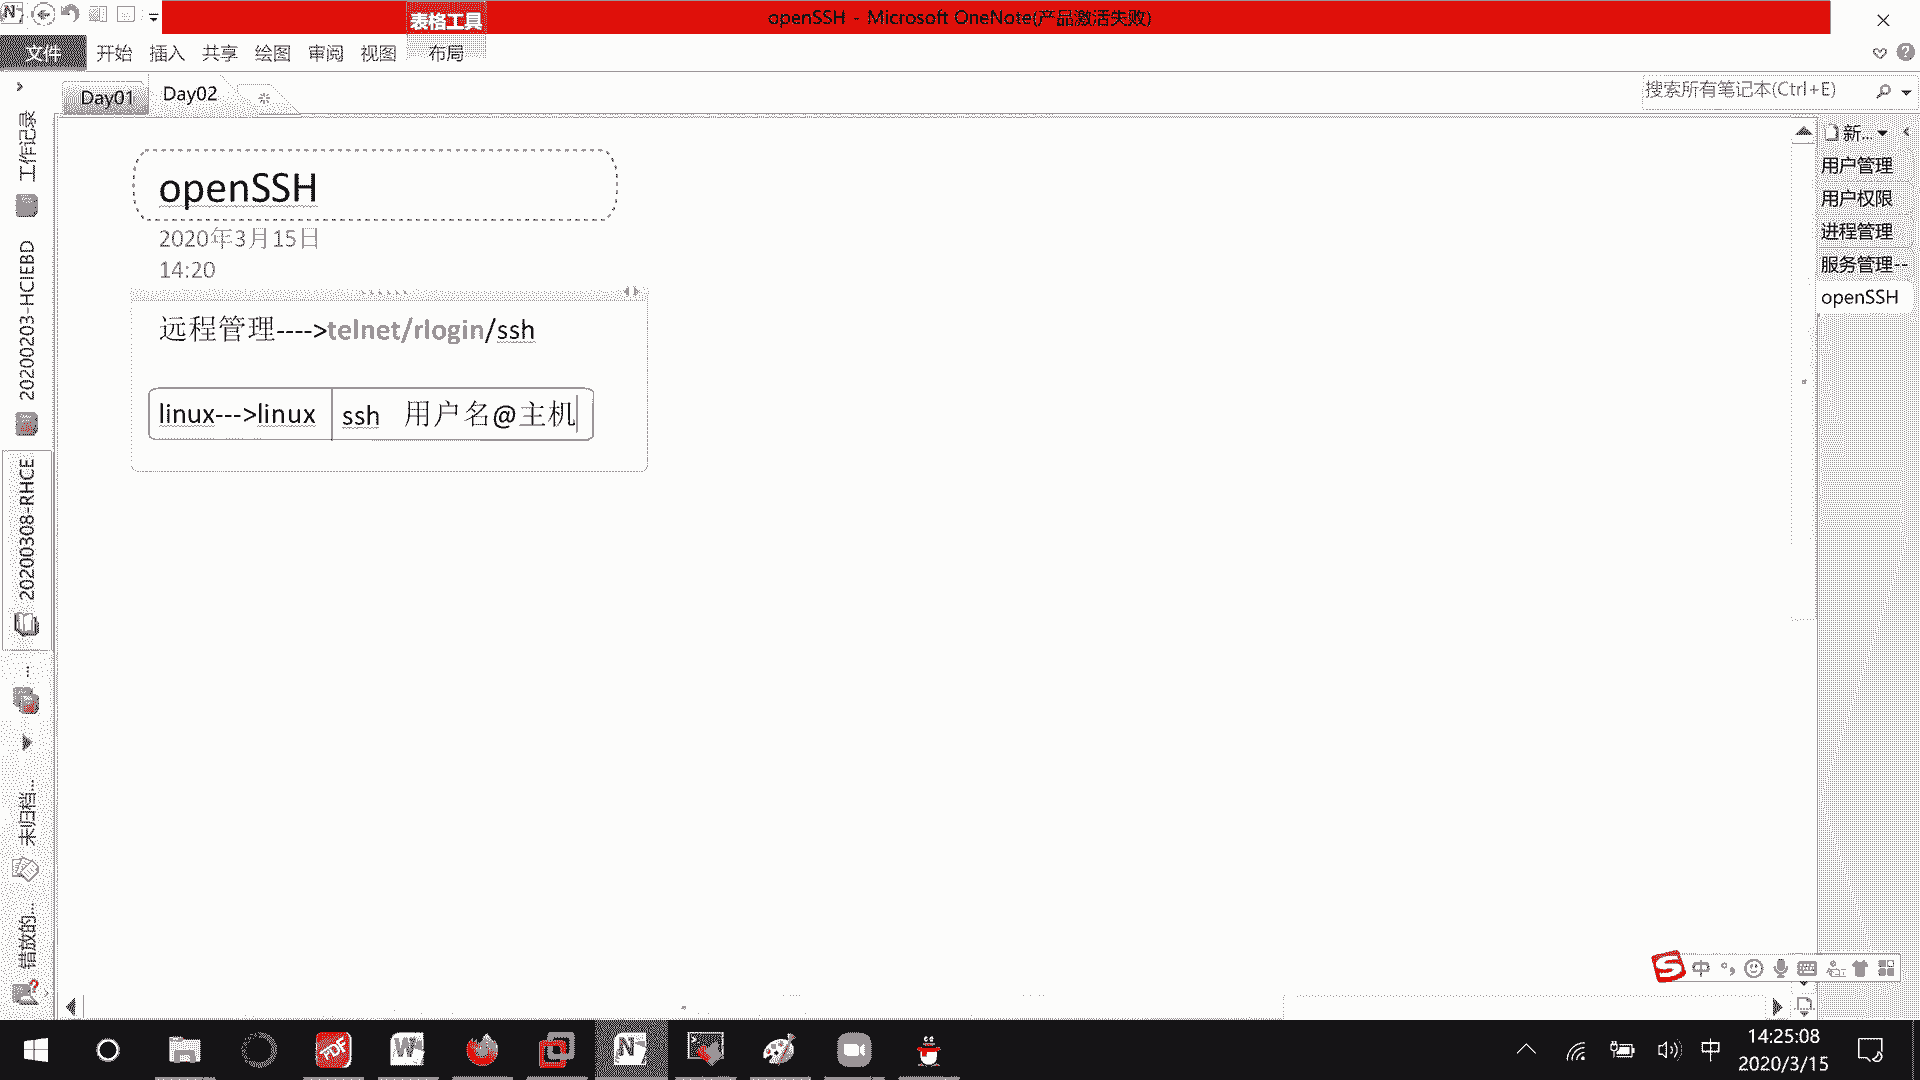 表格工具
openSSH - Microsoft OneNote(产品激活失败)
文件 开始 插入 共享 绘图 审阅 视图 布局
Day01 Day02
搜索所有笔记本(Ctrl+E)
工作记录
20200203-HCIEBD
20200308-RHCE
未归档...
错放的...
openSSH
2020年3月15日
14:20
远程管理---->telnet/rlogin/ssh
linux--->linux ssh 用户名@主机
新...
用户管理
用户权限
进程管理
服务管理--
openSSH
中
中
14:25:08
2020/3/15